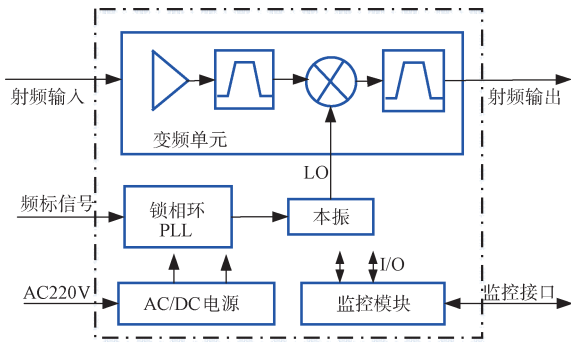 射频输入
射频输出
变频单元
LO
频标信号
锁相环
PLL
本振
I/O
AC220V
AC/DC电源
监控模块
监控接口